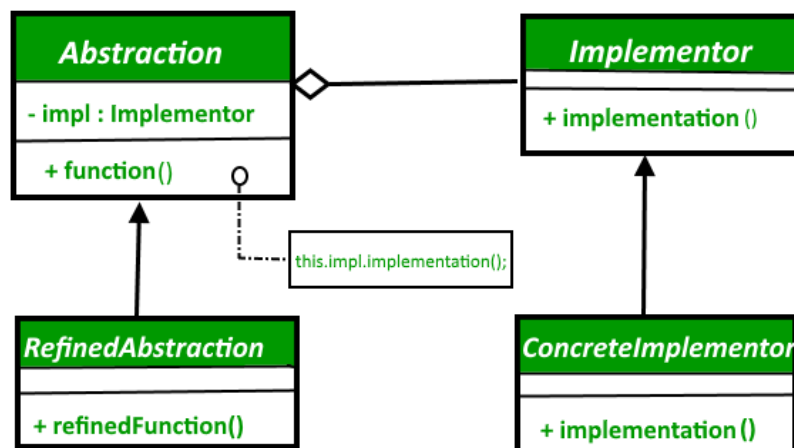 Abstraction
- impl : Implementor
+ function()
Implementor
+ implementation ()
this.impl.implementation();
RefinedAbstraction
+ refinedFunction()
ConcreteImplementor
+ implementation()